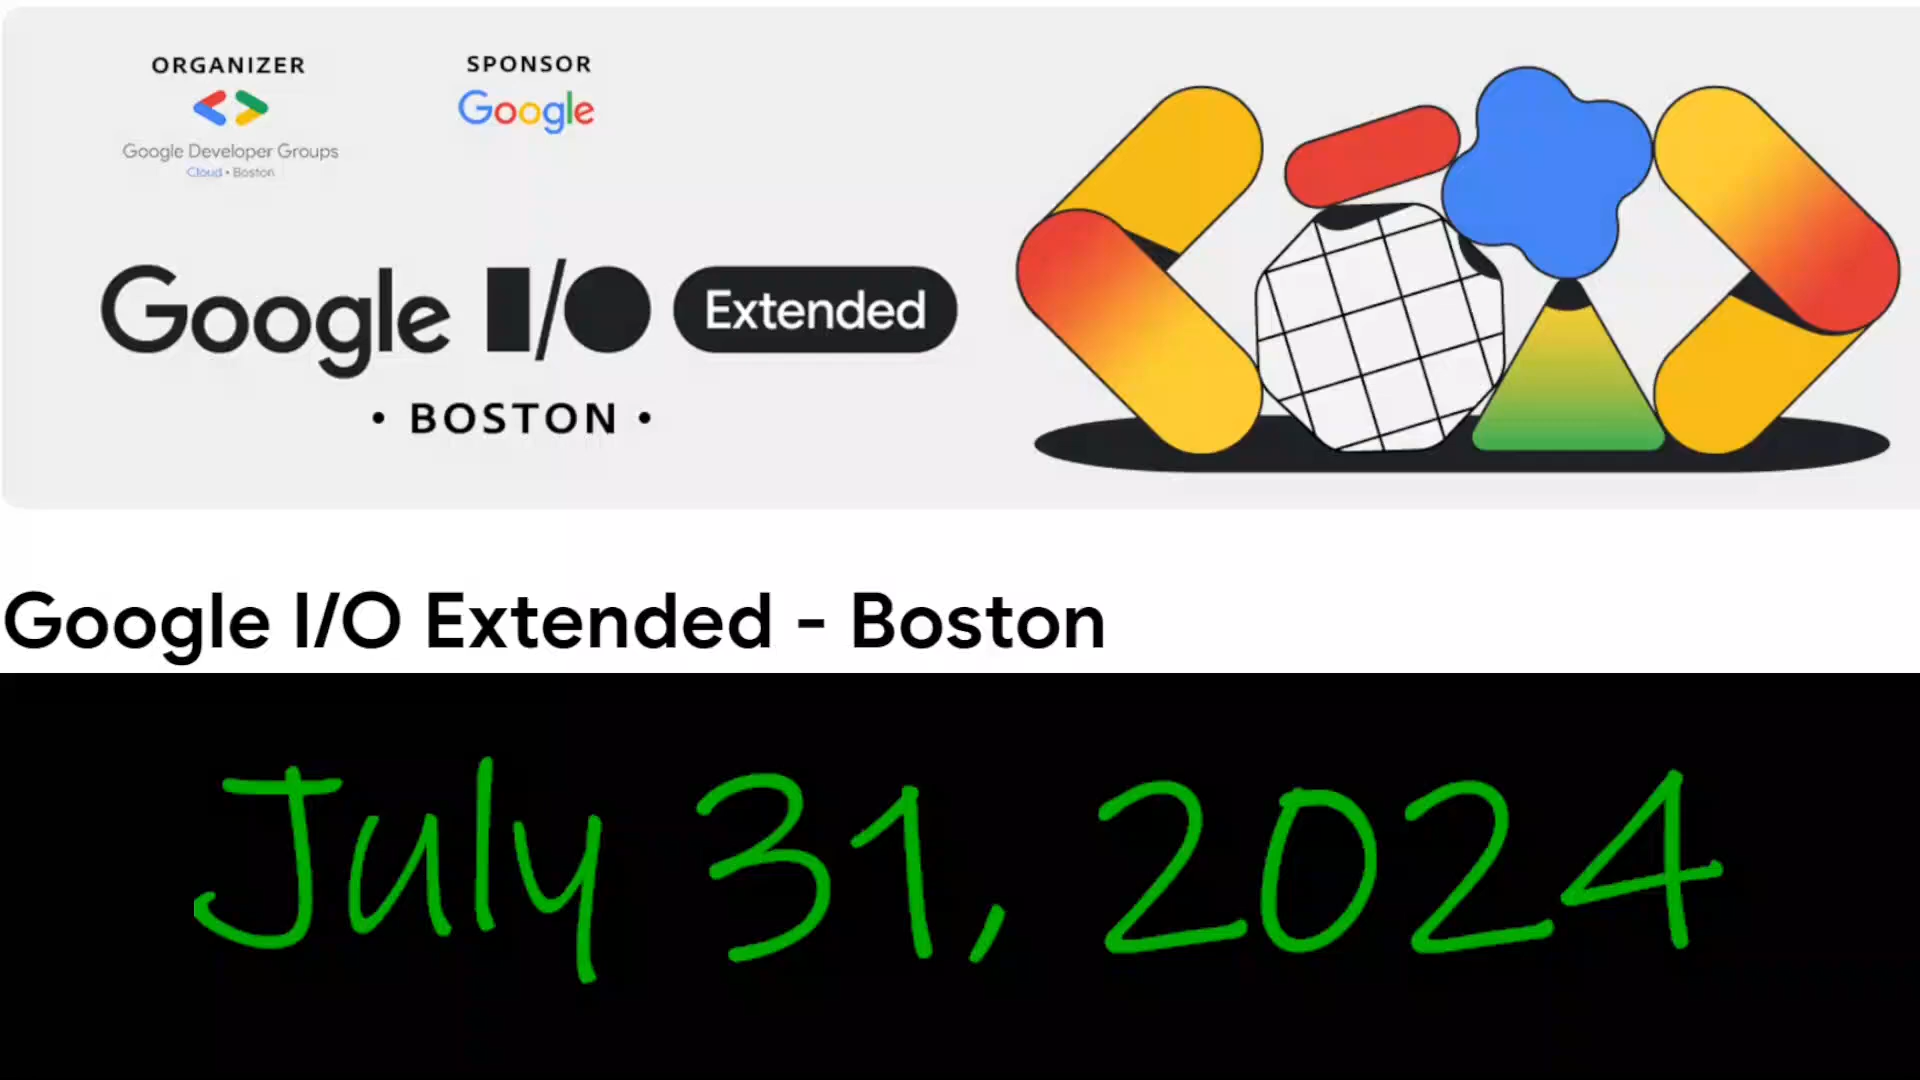 ORGANIZER
Google Developer Groups
Cloud • Boston
SPONSOR
Google
Google I/O Extended
• BOSTON •
Google I/O Extended - Boston
July 31, 2024